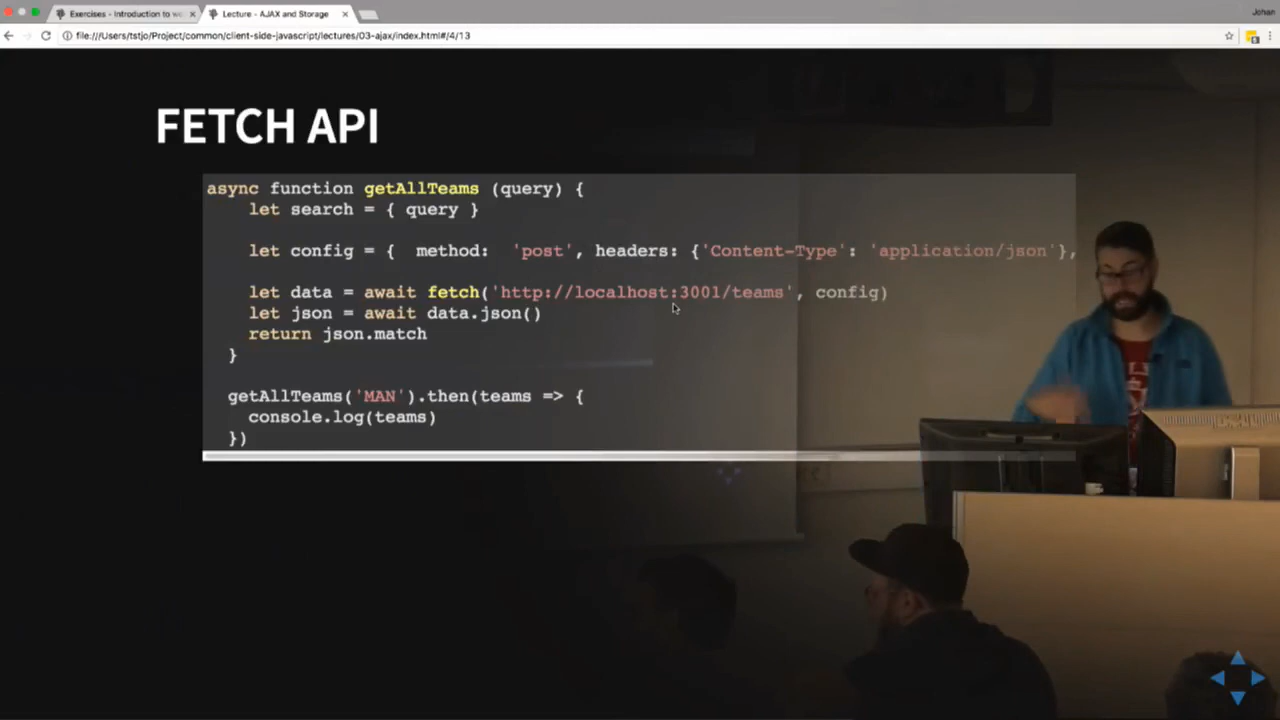 Johan
Exercises - Introduction to we
Lecture - AJAX and Storage
file:///Users/tstjo/Project/common/client-side-javascript/lectures/03-ajax/index.html#/4/13
FETCH API
async function getAllTeams (query) {
let search = { query }
let config = { method: 'post', headers: {'Content-Type': 'application/json'},
let data = await fetch('http://localhost:3001/teams', config)
let json = await data.json()
return json.match
}
getAllTeams('MAN').then(teams => {
console.log(teams)
})